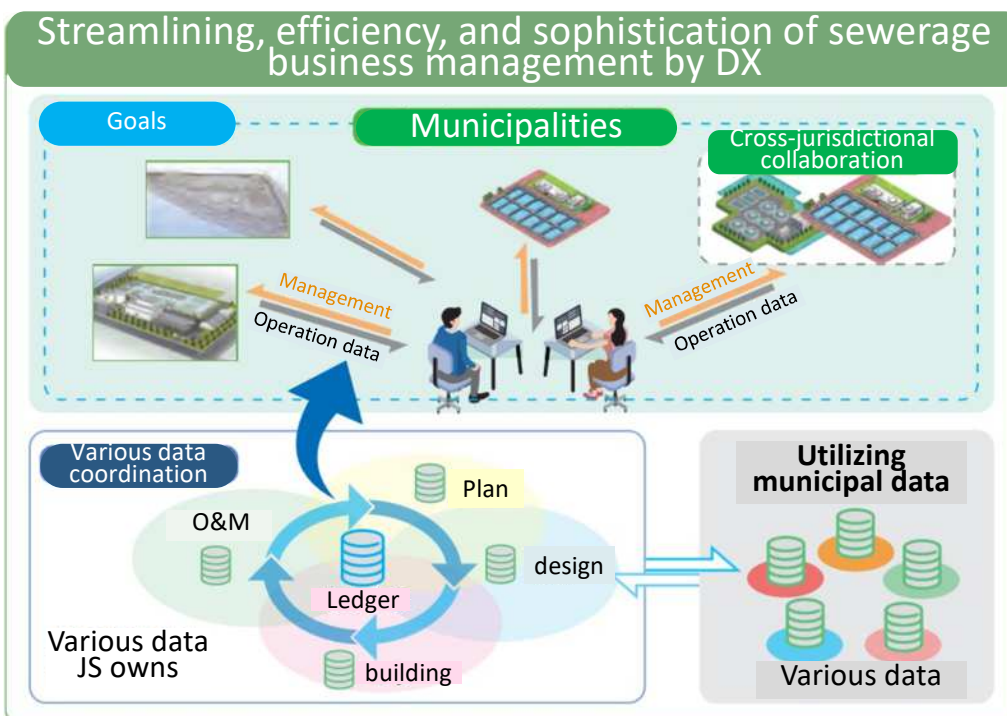 Streamlining, efficiency, and sophistication of sewerage
business management by DX
Goals
Municipalities
Cross-jurisdictional
collaboration
Management
Operation data
Management
Operation data
Various data
coordination
Plan
O&M
design
Ledger
building
Various data
JS owns
Utilizing
municipal data
Various data